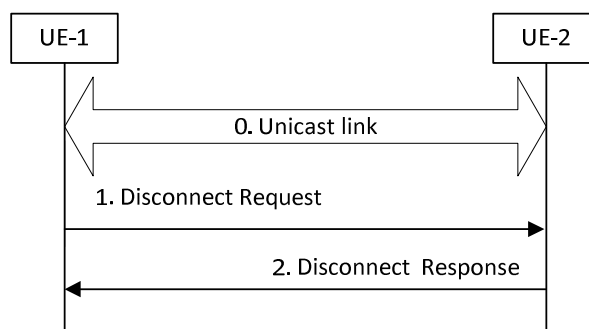 UE-1
UE-2
0. Unicast link
1. Disconnect Request
2. Disconnect Response